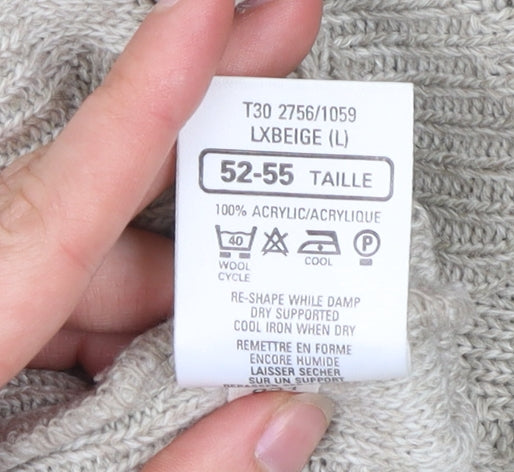 T30 2756/1059
LXBEIGE (L)
52-55 TAILLE
100% ACRYLIC/ACRYLIQUE
40 P
WOOL COOL
CYCLE
RE-SHAPE WHILE DAMP
DRY SUPPORTED
COOL IRON WHEN DRY
REMETTRE EN FORME
ENCORE HUMIDE
LAISSER SECHER
SUR UN SUPPORT